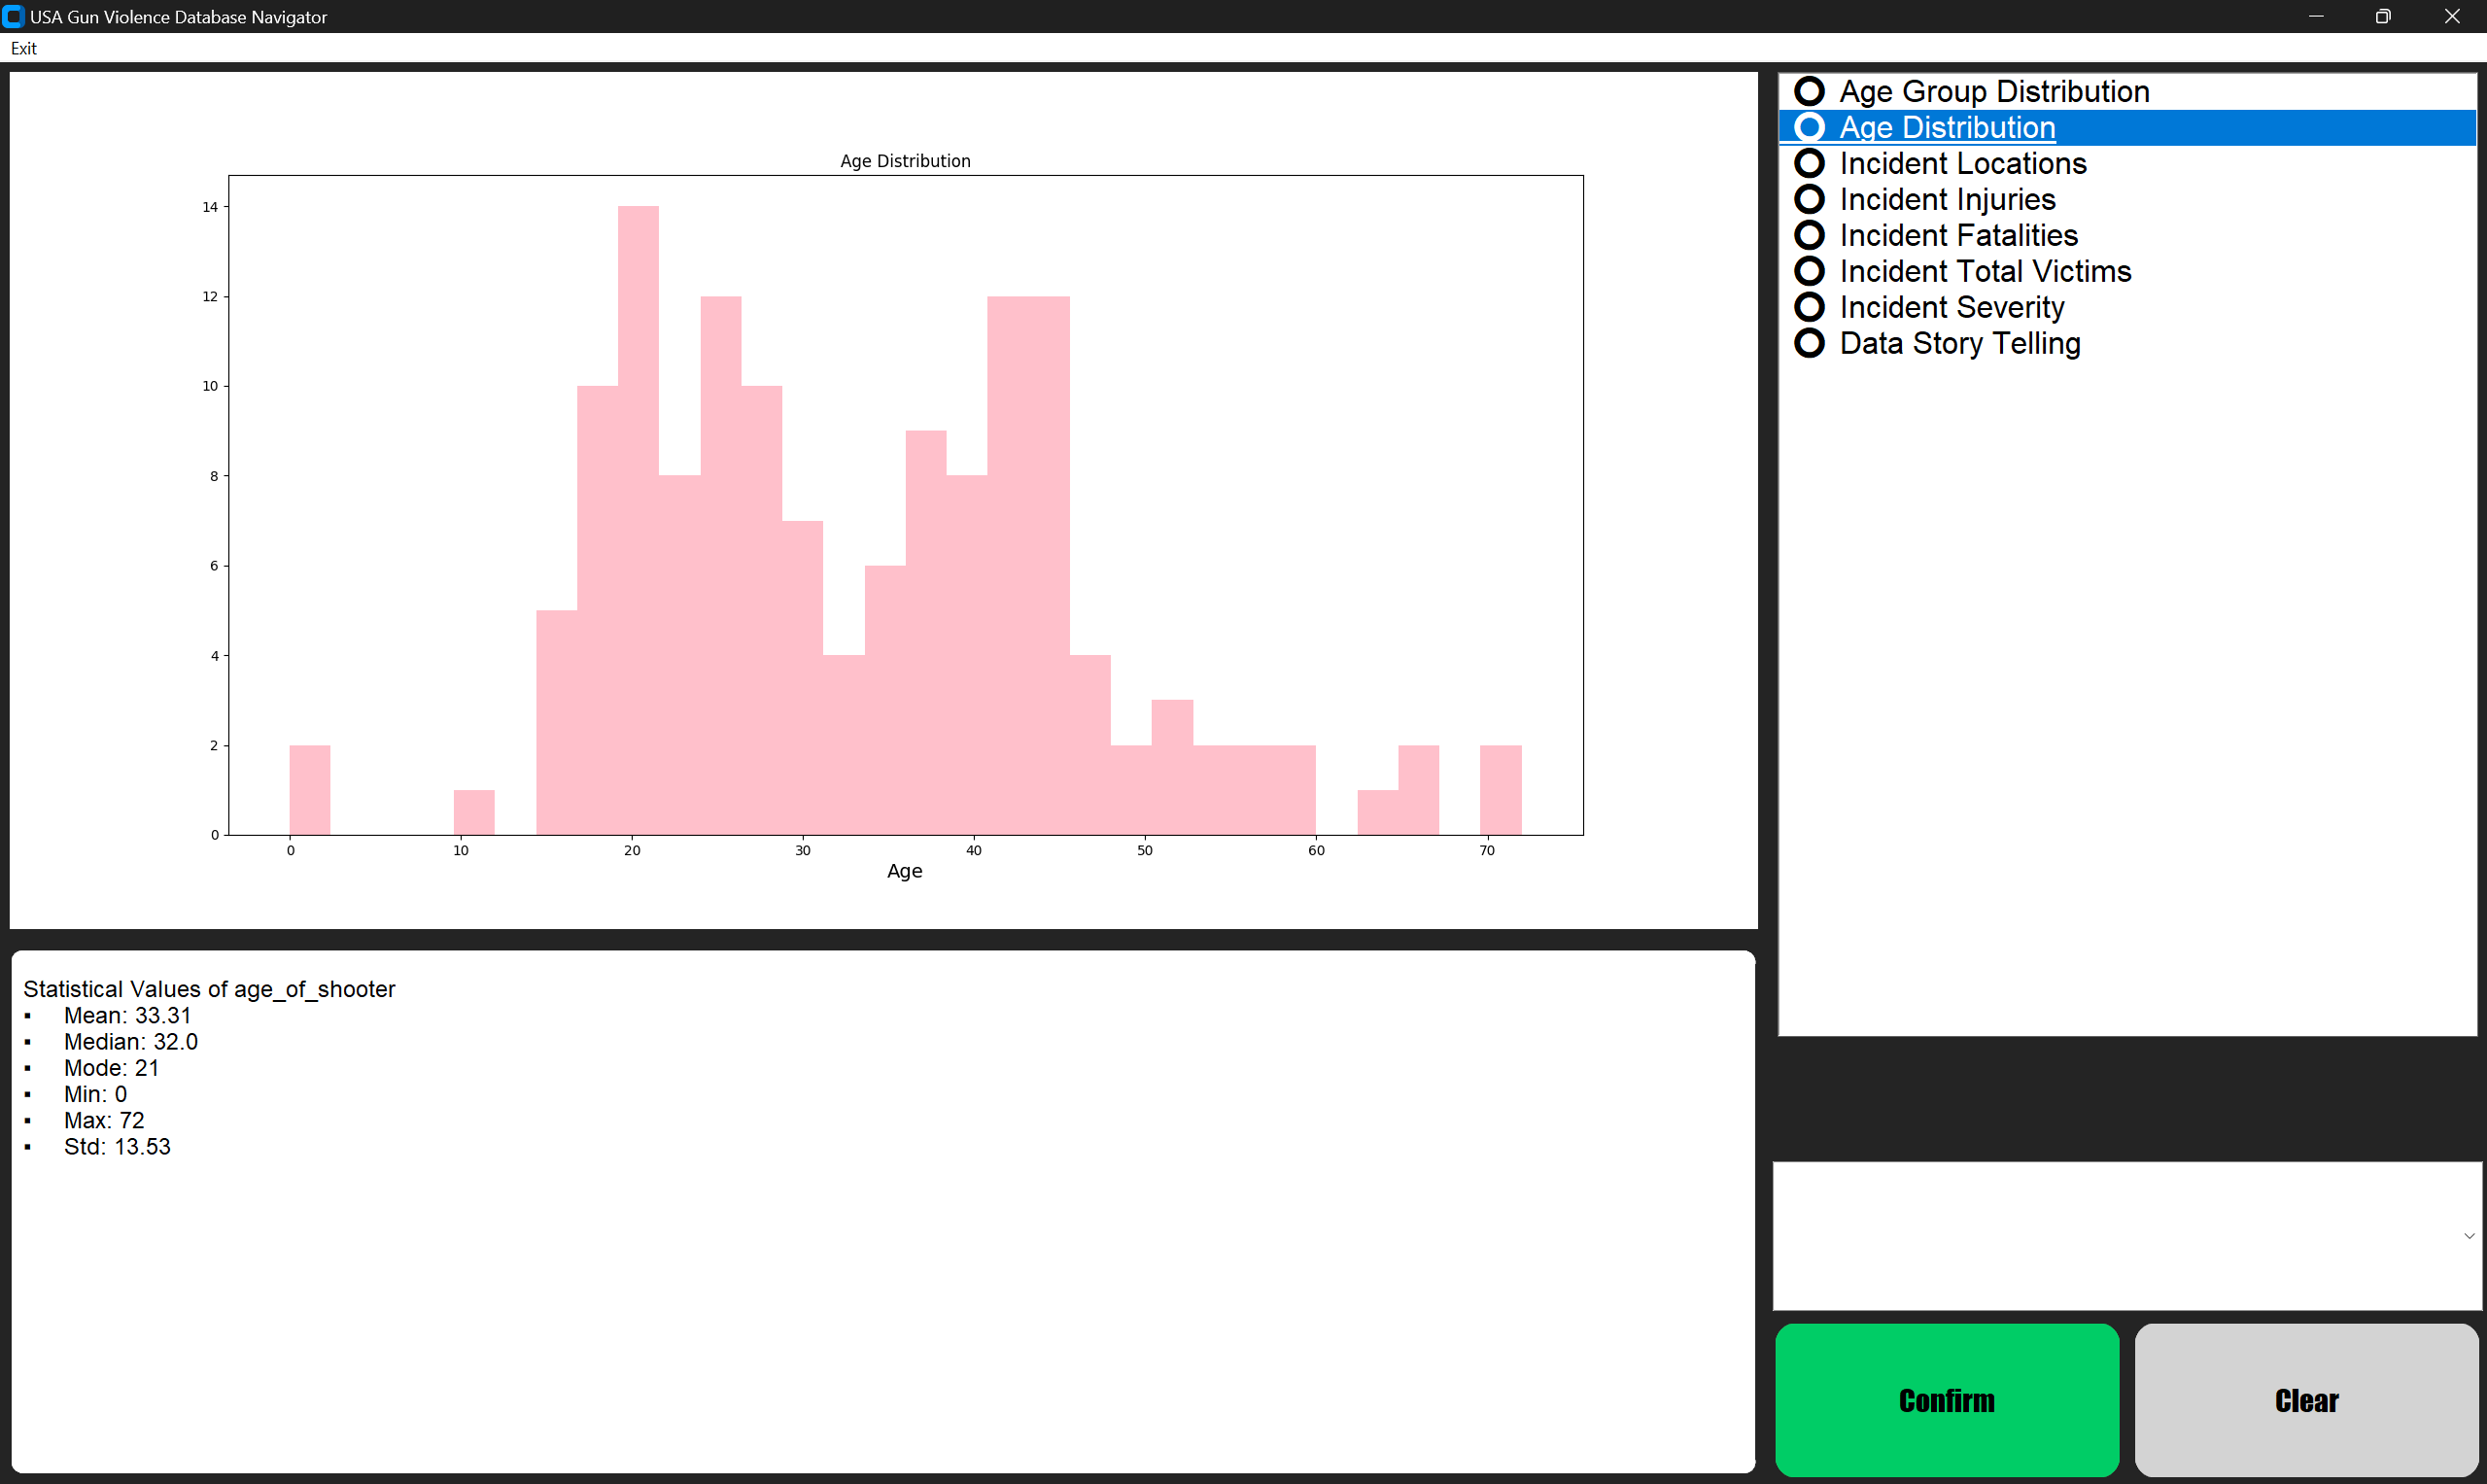 USA Gun Violence Database Navigator
Exit
Age Distribution
14
12
10
8
6
4
2
0
0 10 20 30 40 50 60 70
Age
Statistical Values of age_of_shooter
▪ Mean: 33.31
▪ Median: 32.0
▪ Mode: 21
▪ Min: 0
▪ Max: 72
▪ Std: 13.53
Age Group Distribution
Age Distribution
Incident Locations
Incident Injuries
Incident Fatalities
Incident Total Victims
Incident Severity
Data Story Telling
Confirm
Clear